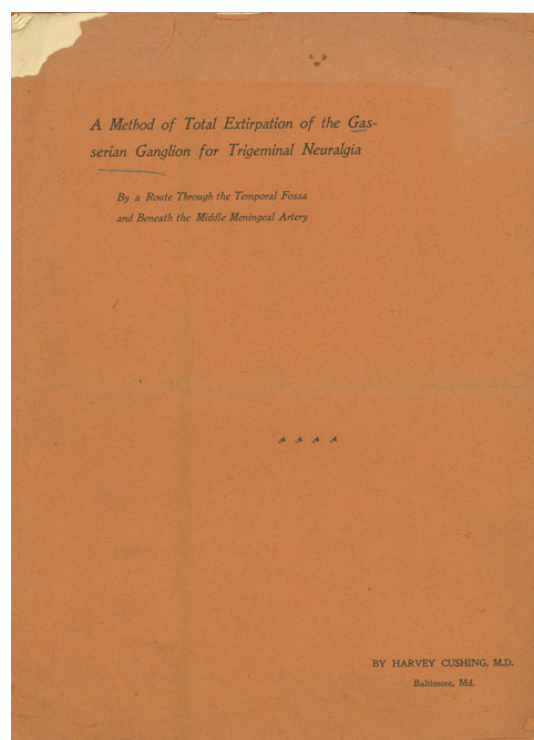 A Method of Total Extirpation of the Gas-
serian Ganglion for Trigeminal Neuralgia
By a Route Through the Temporal Fossa
and Beneath the Middle Meningeal Artery
BY HARVEY CUSHING, M.D.
Baltimore, Md.